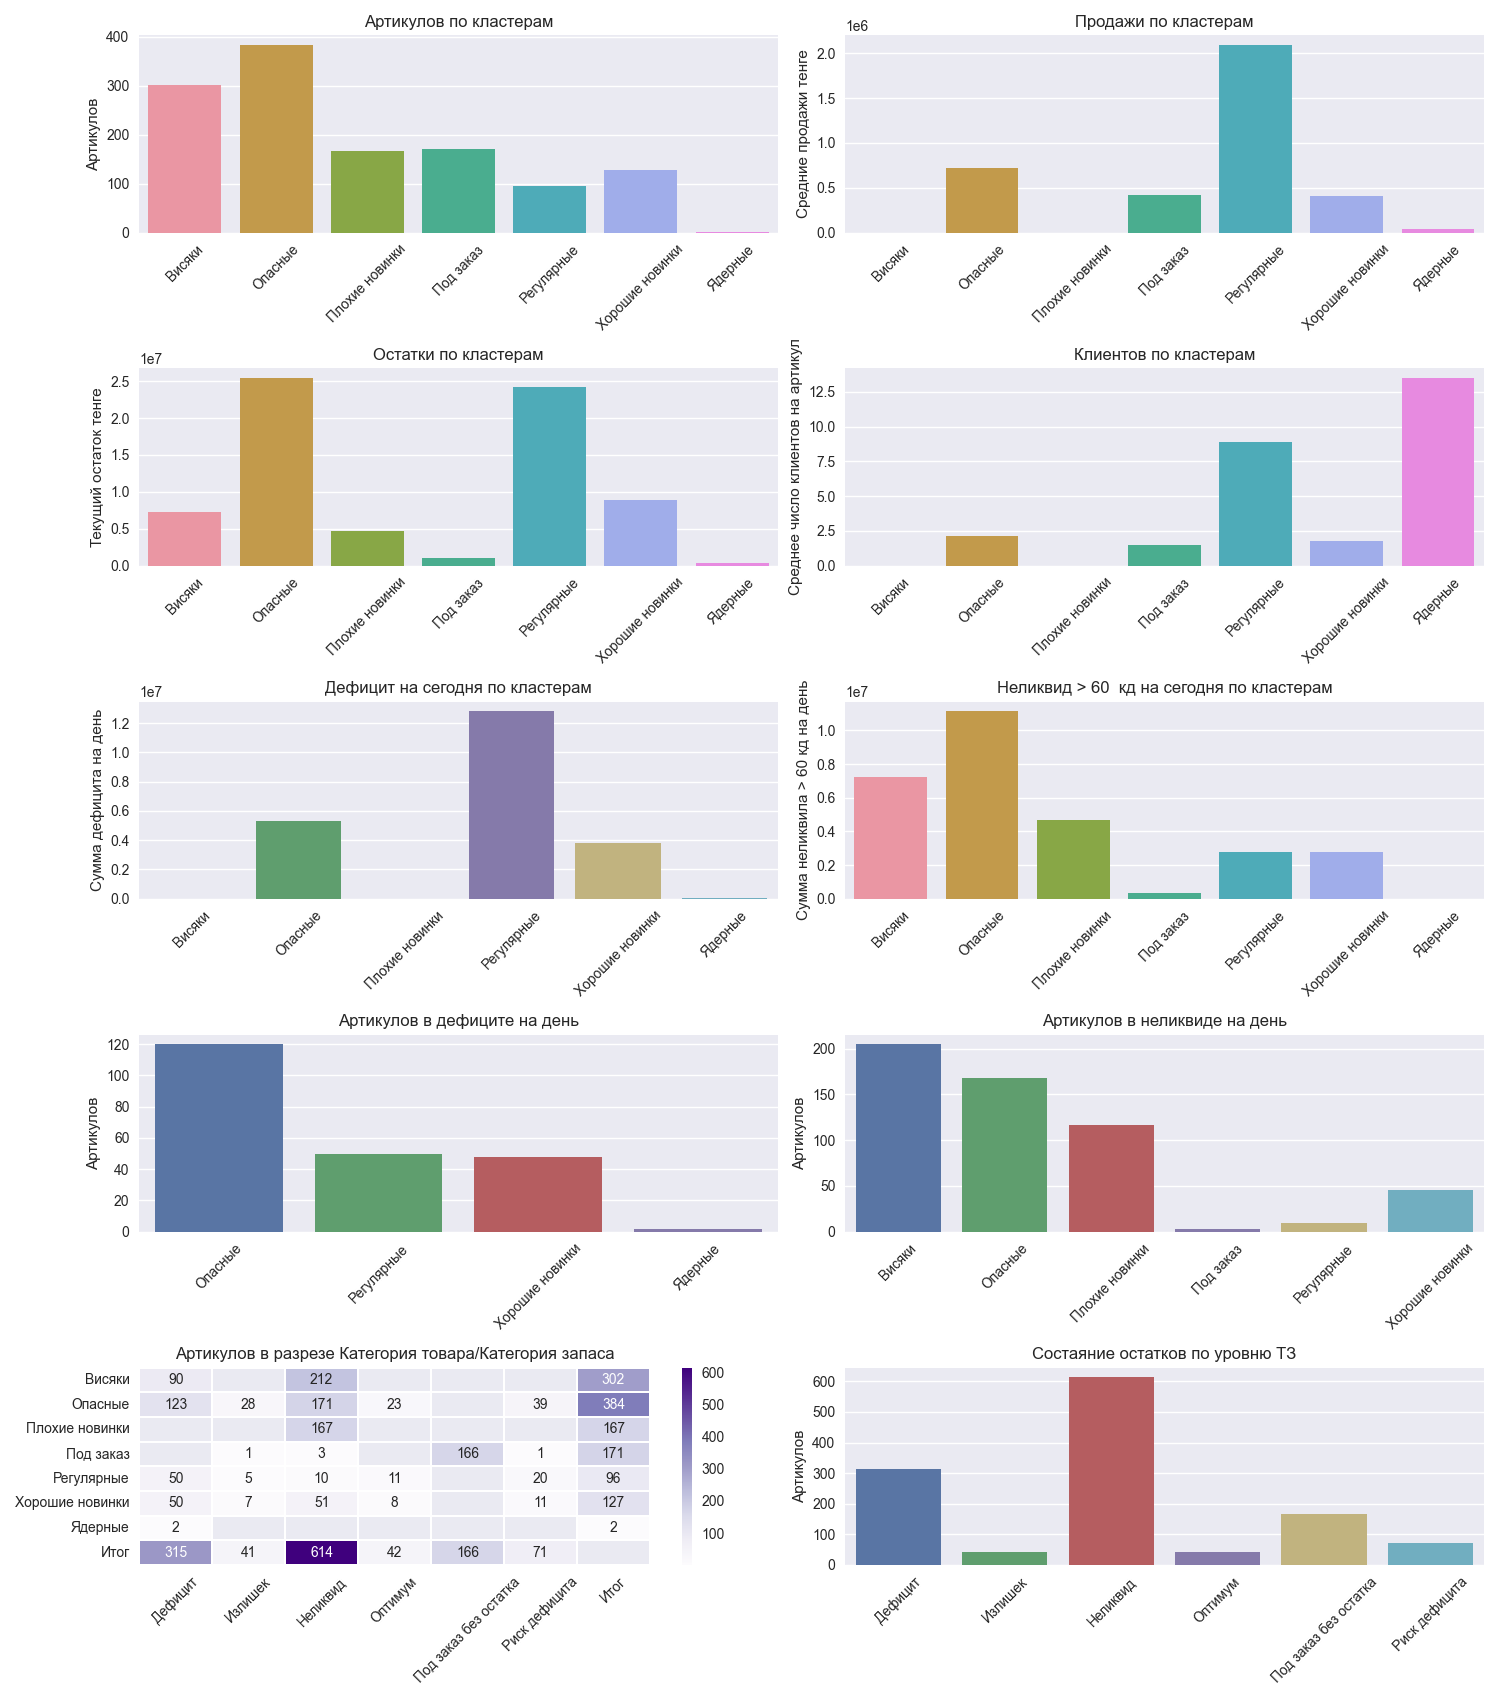 Артикулов по кластерам
Артикулов
400
300
200
100
0
Висяки
Опасные
Плохие новинки
Под заказ
Регулярные
Хорошие новинки
Ядерные
Продажи по кластерам
1e6
Средние продажи тенге
2.0
1.5
1.0
0.5
0.0
Висяки
Опасные
Плохие новинки
Под заказ
Регулярные
Хорошие новинки
Ядерные
Остатки по кластерам
1e7
Текущий остаток тенге
2.5
2.0
1.5
1.0
0.5
0.0
Висяки
Опасные
Плохие новинки
Под заказ
Регулярные
Хорошие новинки
Ядерные
Клиентов по кластерам
Среднее число клиентов на артикул
12.5
10.0
7.5
5.0
2.5
0.0
Висяки
Опасные
Плохие новинки
Под заказ
Регулярные
Хорошие новинки
Ядерные
Дефицит на сегодня по кластерам
1e7
Сумма дефицита на день
1.2
1.0
0.8
0.6
0.4
0.2
0.0
Висяки
Опасные
Плохие новинки
Регулярные
Хорошие новинки
Ядерные
Неликвид > 60  кд на сегодня по кластерам
1e7
Сумма неликвила > 60 кд на день
1.0
0.8
0.6
0.4
0.2
0.0
Висяки
Опасные
Плохие новинки
Под заказ
Регулярные
Хорошие новинки
Ядерные
Артикулов в дефиците на день
Артикулов
120
100
80
60
40
20
0
Опасные
Регулярные
Хорошие новинки
Ядерные
Артикулов в неликвиде на день
Артикулов
200
150
100
50
0
Висяки
Опасные
Плохие новинки
Под заказ
Регулярные
Хорошие новинки
Артикулов в разрезе Категория товара/Категория запаса
Висяки 90 212 302
Опасные 123 28 171 23 39 384
Плохие новинки 167 167
Под заказ 1 3 166 1 171
Регулярные 50 5 10 11 20 96
Хорошие новинки 50 7 51 8 11 127
Ядерные 2 2
Итог 315 41 614 42 166 71
Дефицит
Излишек
Неликвид
Оптимум
Под заказ без остатка
Риск дефицита
Итог
600
500
400
300
200
100
Состаяние остатков по уровню ТЗ
Артикулов
600
500
400
300
200
100
0
Дефицит
Излишек
Неликвид
Оптимум
Под заказ без остатка
Риск дефицита